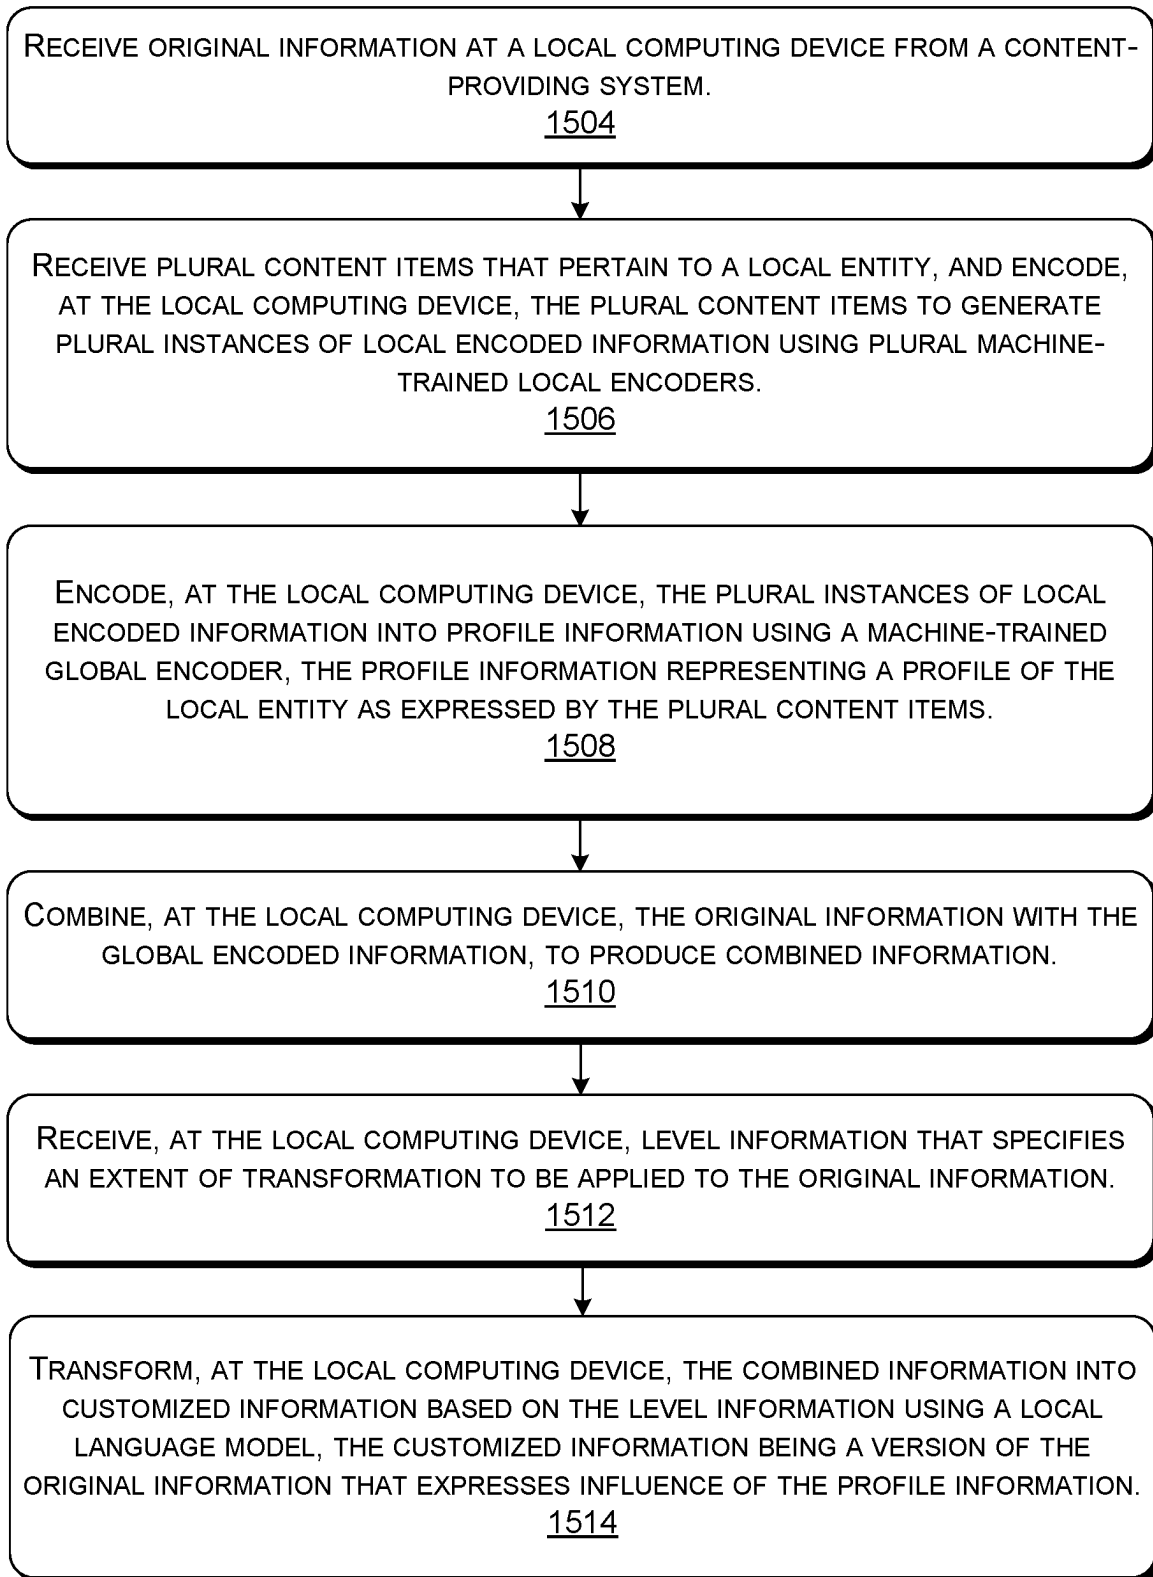 RECEIVE ORIGINAL INFORMATION AT A LOCAL COMPUTING DEVICE FROM A CONTENT-
PROVIDING SYSTEM.
1504
RECEIVE PLURAL CONTENT ITEMS THAT PERTAIN TO A LOCAL ENTITY, AND ENCODE,
AT THE LOCAL COMPUTING DEVICE, THE PLURAL CONTENT ITEMS TO GENERATE
PLURAL INSTANCES OF LOCAL ENCODED INFORMATION USING PLURAL MACHINE-
TRAINED LOCAL ENCODERS.
1506
ENCODE, AT THE LOCAL COMPUTING DEVICE, THE PLURAL INSTANCES OF LOCAL
ENCODED INFORMATION INTO PROFILE INFORMATION USING A MACHINE-TRAINED
GLOBAL ENCODER, THE PROFILE INFORMATION REPRESENTING A PROFILE OF THE
LOCAL ENTITY AS EXPRESSED BY THE PLURAL CONTENT ITEMS.
1508
COMBINE, AT THE LOCAL COMPUTING DEVICE, THE ORIGINAL INFORMATION WITH THE
GLOBAL ENCODED INFORMATION, TO PRODUCE COMBINED INFORMATION.
1510
RECEIVE, AT THE LOCAL COMPUTING DEVICE, LEVEL INFORMATION THAT SPECIFIES
AN EXTENT OF TRANSFORMATION TO BE APPLIED TO THE ORIGINAL INFORMATION.
1512
TRANSFORM, AT THE LOCAL COMPUTING DEVICE, THE COMBINED INFORMATION INTO
CUSTOMIZED INFORMATION BASED ON THE LEVEL INFORMATION USING A LOCAL
LANGUAGE MODEL, THE CUSTOMIZED INFORMATION BEING A VERSION OF THE
ORIGINAL INFORMATION THAT EXPRESSES INFLUENCE OF THE PROFILE INFORMATION.
1514